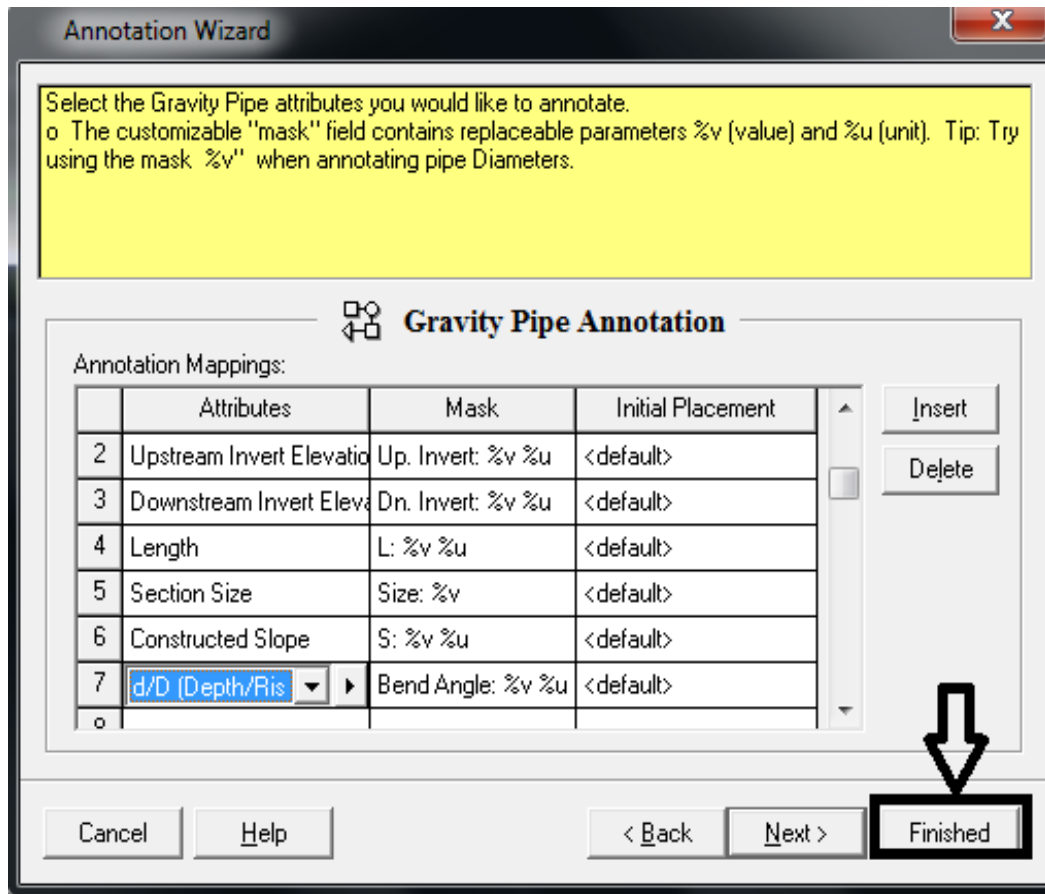 Annotation Wizard
x
Select the Gravity Pipe attributes you would like to annotate.
o The customizable "mask" field contains replaceable parameters %v (value) and %u (unit). Tip: Try
using the mask %v" when annotating pipe Diameters.
Gravity Pipe Annotation
Annotation Mappings:
Attributes Mask Initial Placement
Insert
2 Upstream Invert Elevatio Up. Invert: %v %u <default>
Delete
3 Downstream Invert Eleva Dn. Invert: %v %u <default>
4 Length L: %v %u <default>
5 Section Size Size: %v <default>
6 Constructed Slope S: %v %u <default>
7 d/D (Depth/Ris Bend Angle: %v %u <default>
Cancel Help < Back Next > Finished